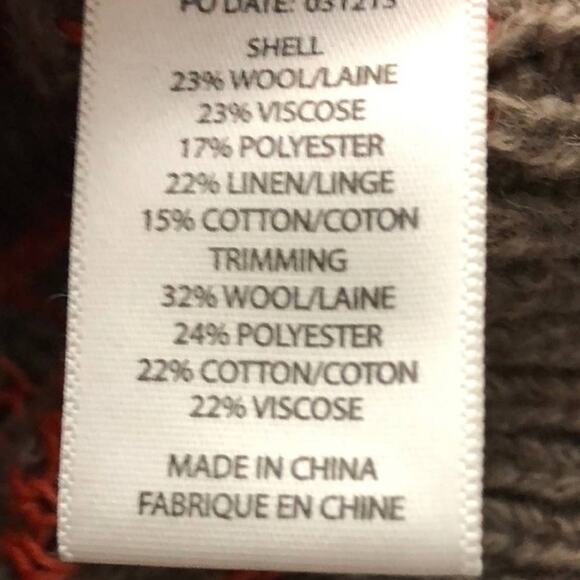 PO DATE: 031213
SHELL
23% WOOL/LAINE
23% VISCOSE
17% POLYESTER
22% LINEN/LINGE
15% COTTON/COTON
TRIMMING
32% WOOL/LAINE
24% POLYESTER
22% COTTON/COTON
22% VISCOSE
MADE IN CHINA
FABRIQUE EN CHINE